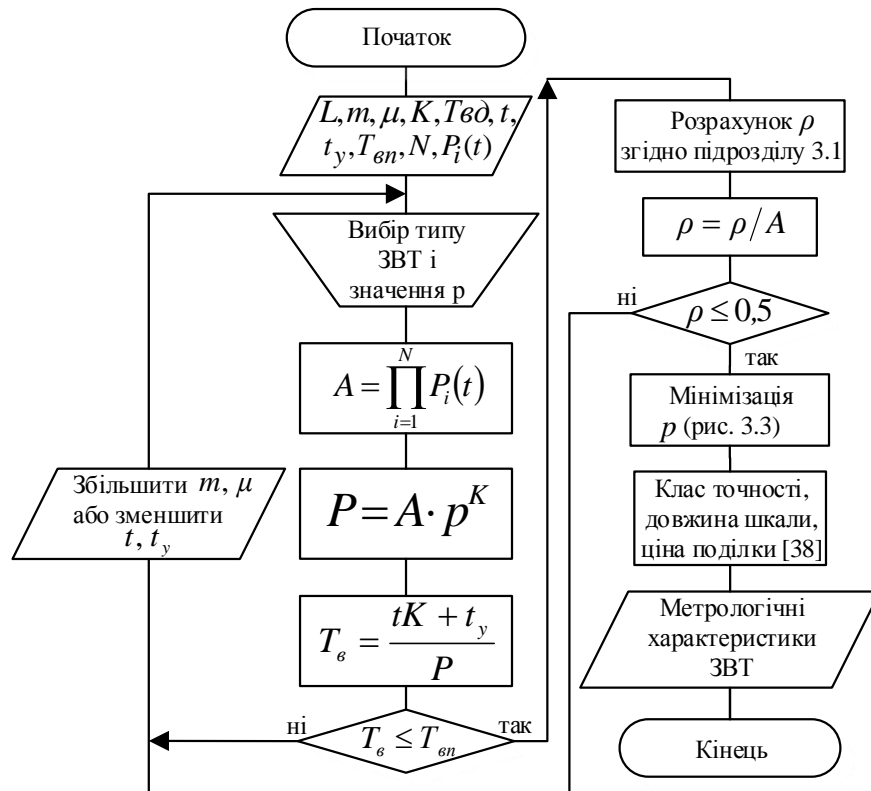 Початок
L, m, μ, K, Tвд, t,
t_y, T_вп, N, P_i(t)
Вибір типу
ЗВТ і
значення p
A = ∏_{i=1}^{N} P_i(t)
P = A · p^K
T_в = (tK + t_y) / P
T_в ≤ T_вп
ні
так
Збільшити m, μ
або зменшити
t, t_y
Розрахунок ρ
згідно підрозділу 3.1
ρ = ρ/A
ρ ≤ 0,5
ні
так
Мінімізація
p (рис. 3.3)
Клас точності,
довжина шкали,
ціна поділки [38]
Метрологічні
характеристики
ЗВТ
Кінець